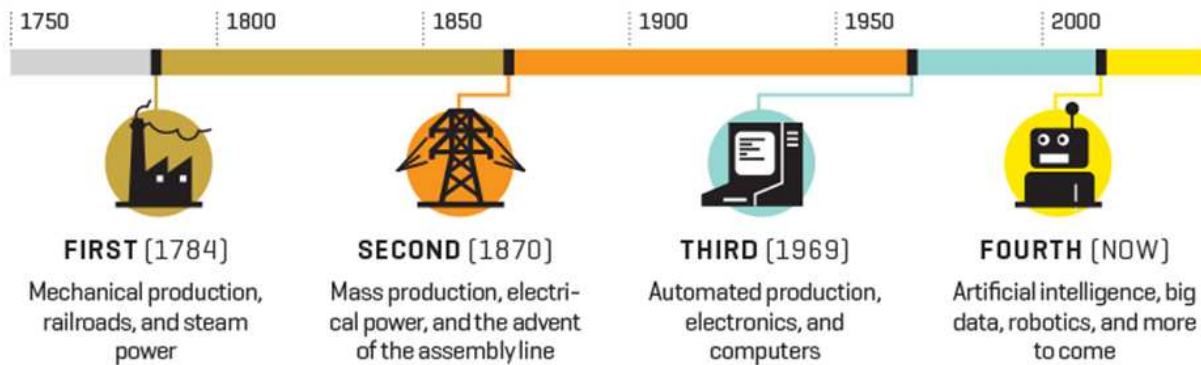 1750
1800
1850
1900
1950
2000
FIRST (1784)
Mechanical production,
railroads, and steam
power
SECOND (1870)
Mass production, electri-
cal power, and the advent
of the assembly line
THIRD (1969)
Automated production,
electronics, and
computers
FOURTH (NOW)
Artificial intelligence, big
data, robotics, and more
to come